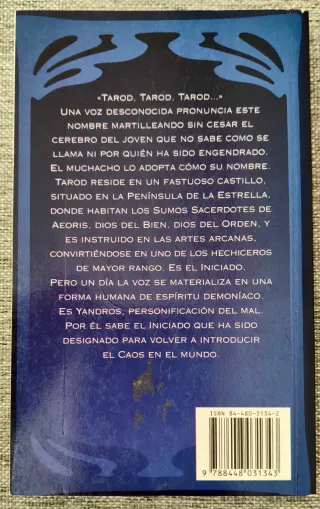 «TAROD, TAROD, TAROD...»
UNA VOZ DESCONOCIDA PRONUNCIA ESTE
NOMBRE MARTILLEANDO SIN CESAR EL
CEREBRO DEL JOVEN QUE NO SABE COMO SE
LLAMA NI POR QUIÉN HA SIDO ENGENDRADO.
EL MUCHACHO LO ADOPTA CÓMO SU NOMBRE.
TAROD RESIDE EN UN FASTUOSO CASTILLO,
SITUADO EN LA PENÍNSULA DE LA ESTRELLA,
DONDE HABITAN LOS SUMOS SACERDOTES DE
AEORIS, DIOS DEL BIEN, DIOS DEL ORDEN, Y
ES INSTRUIDO EN LAS ARTES ARCANAS,
CONVIRTIÉNDOSE EN UNO DE LOS HECHICEROS
DE MAYOR RANGO. ES EL INICIADO.
PERO UN DÍA LA VOZ SE MATERIALIZA EN UNA
FORMA HUMANA DE ESPÍRITU DEMONÍACO.
ES YANDROS, PERSONIFICACIÓN DEL MAL.
POR ÉL SABE EL INICIADO QUE HA SIDO
DESIGNADO PARA VOLVER A INTRODUCIR
EL CAOS EN EL MUNDO.
ISBN 84-480-3134-2
9 788448 031343